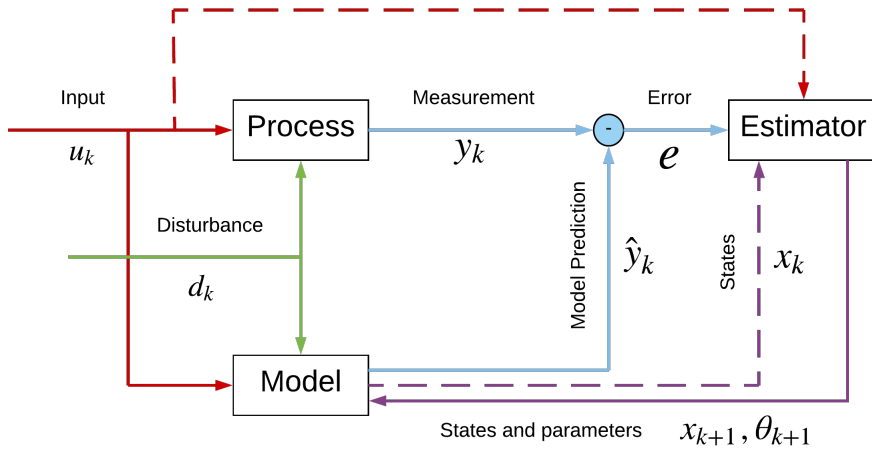 Input
u_k
Process
Measurement
y_k
-
Error
e
Estimator
Disturbance
d_k
Model Prediction
ŷ_k
States
x_k
Model
States and parameters
x_{k+1}, θ_{k+1}